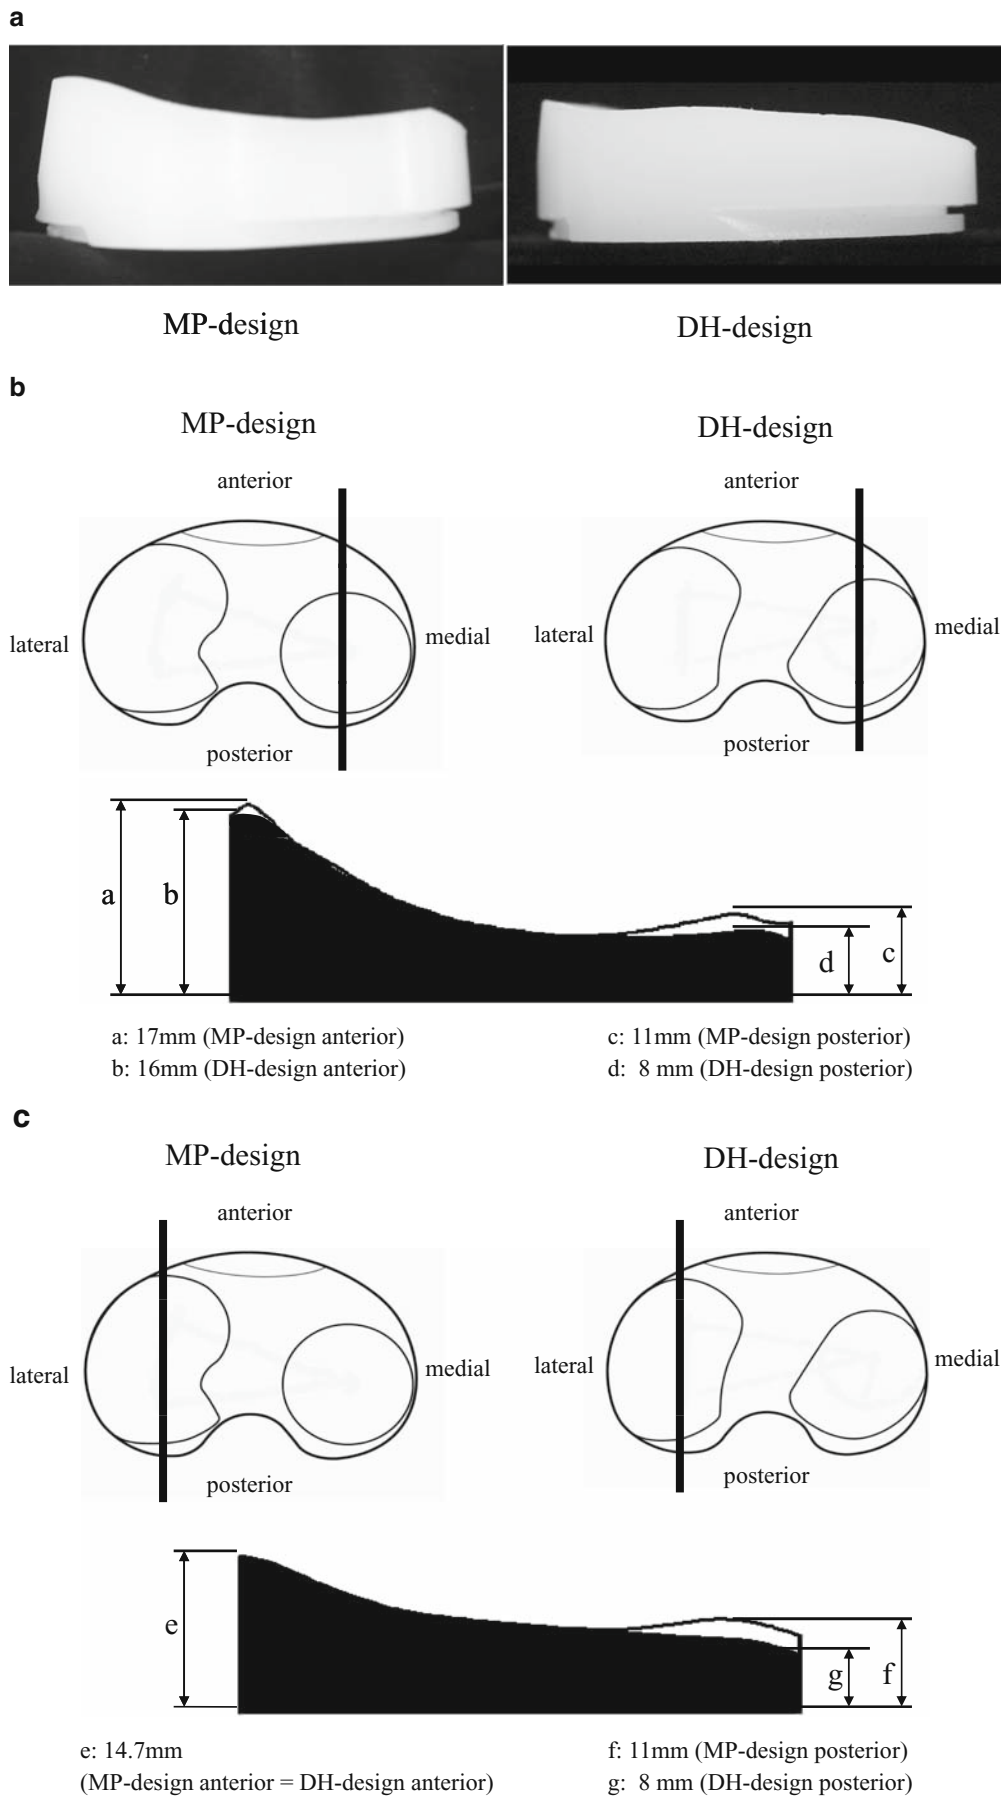 a
MP-design
DH-design
b
MP-design
DH-design
anterior
anterior
lateral
medial
lateral
medial
posterior
posterior
a
b
d
c
a: 17mm (MP-design anterior)
b: 16mm (DH-design anterior)
c: 11mm (MP-design posterior)
d: 8 mm (DH-design posterior)
c
MP-design
DH-design
anterior
anterior
lateral
medial
lateral
medial
posterior
posterior
e
g
f
e: 14.7mm
(MP-design anterior = DH-design anterior)
f: 11mm (MP-design posterior)
g: 8 mm (DH-design posterior)